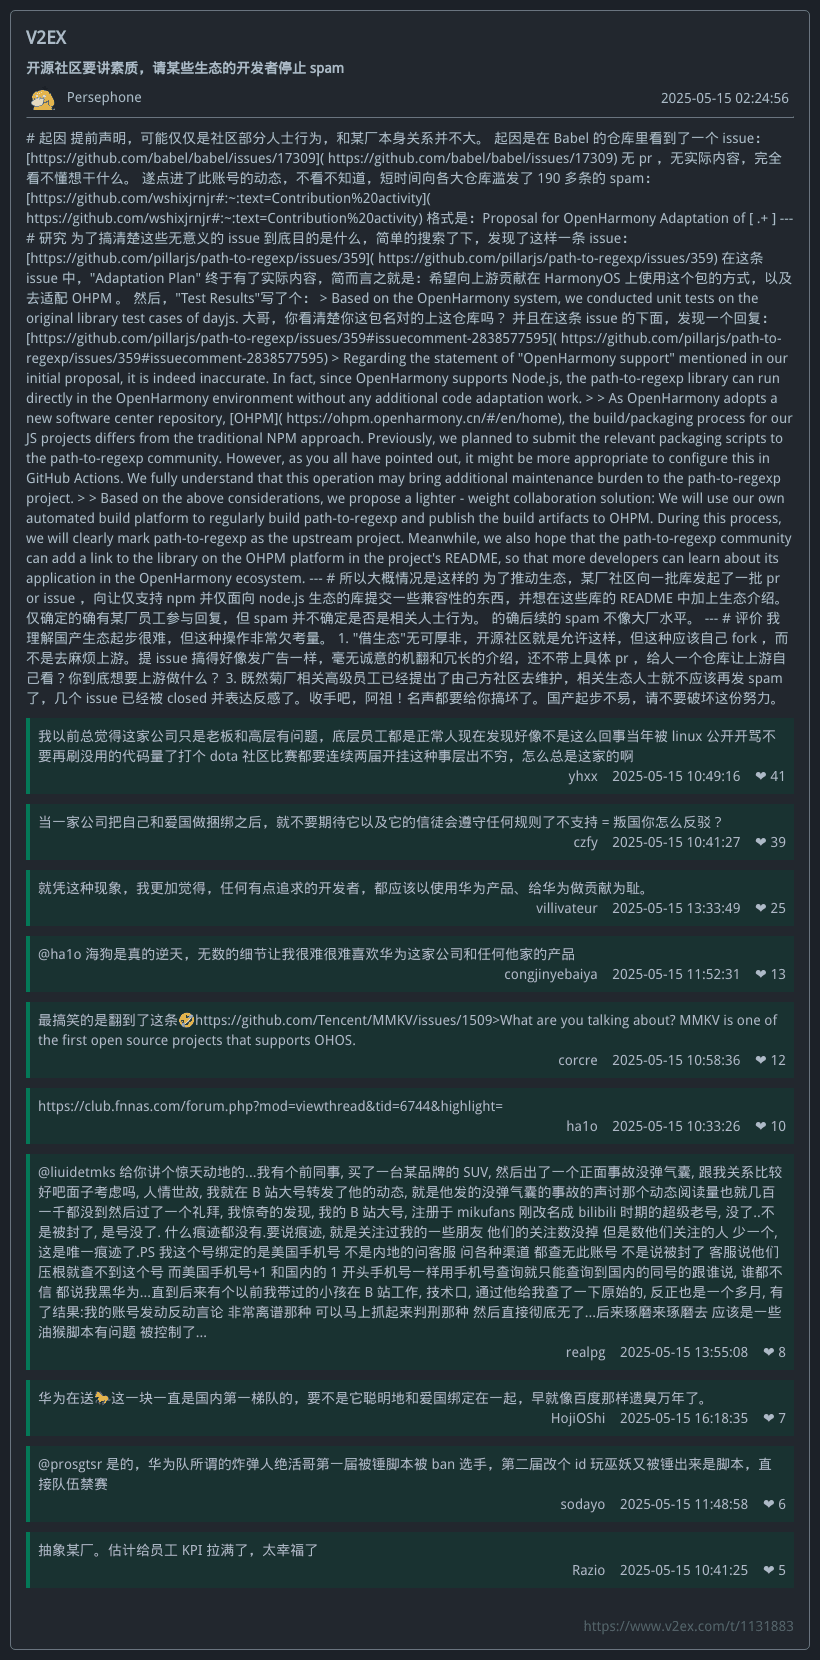 V2EX
开源社区要讲素质，请某些生态的开发者停止 spam
Persephone
2025-05-15 02:24:56
# 起因 提前声明，可能仅仅是社区部分人士行为，和某厂本身关系并不大。 起因是在 Babel 的仓库里看到了一个 issue：
[https://github.com/babel/babel/issues/17309]( https://github.com/babel/babel/issues/17309) 无 pr ，无实际内容，完全
看不懂想干什么。 遂点进了此账号的动态，不看不知道，短时间向各大仓库滥发了 190 多条的 spam：
[https://github.com/wshixjrnjr#:~:text=Contribution%20activity](
https://github.com/wshixjrnjr#:~:text=Contribution%20activity) 格式是：Proposal for OpenHarmony Adaptation of [ .+ ] ---
# 研究 为了搞清楚这些无意义的 issue 到底目的是什么，简单的搜索了下，发现了这样一条 issue：
[https://github.com/pillarjs/path-to-regexp/issues/359]( https://github.com/pillarjs/path-to-regexp/issues/359) 在这条
issue 中，"Adaptation Plan" 终于有了实际内容，简而言之就是：希望向上游贡献在 HarmonyOS 上使用这个包的方式，以及
去适配 OHPM 。 然后，"Test Results"写了个： > Based on the OpenHarmony system, we conducted unit tests on the
original library test cases of dayjs. 大哥，你看清楚你这包名对的上这仓库吗？ 并且在这条 issue 的下面，发现一个回复：
[https://github.com/pillarjs/path-to-regexp/issues/359#issuecomment-2838577595]( https://github.com/pillarjs/path-to-
regexp/issues/359#issuecomment-2838577595) > Regarding the statement of "OpenHarmony support" mentioned in our
initial proposal, it is indeed inaccurate. In fact, since OpenHarmony supports Node.js, the path-to-regexp library can run
directly in the OpenHarmony environment without any additional code adaptation work. > > As OpenHarmony adopts a
new software center repository, [OHPM]( https://ohpm.openharmony.cn/#/en/home), the build/packaging process for our
JS projects differs from the traditional NPM approach. Previously, we planned to submit the relevant packaging scripts to
the path-to-regexp community. However, as you all have pointed out, it might be more appropriate to configure this in
GitHub Actions. We fully understand that this operation may bring additional maintenance burden to the path-to-regexp
project. > > Based on the above considerations, we propose a lighter - weight collaboration solution: We will use our own
automated build platform to regularly build path-to-regexp and publish the build artifacts to OHPM. During this process,
we will clearly mark path-to-regexp as the upstream project. Meanwhile, we also hope that the path-to-regexp community
can add a link to the library on the OHPM platform in the project's README, so that more developers can learn about its
application in the OpenHarmony ecosystem. --- # 所以大概情况是这样的 为了推动生态，某厂社区向一批库发起了一批 pr
or issue ，向让仅支持 npm 并仅面向 node.js 生态的库提交一些兼容性的东西，并想在这些库的 README 中加上生态介绍。
仅确定的确有某厂员工参与回复，但 spam 并不确定是否是相关人士行为。 的确后续的 spam 不像大厂水平。 --- # 评价 我
理解国产生态起步很难，但这种操作非常欠考量。 1. "借生态"无可厚非，开源社区就是允许这样，但这种应该自己 fork ，而
不是去麻烦上游。提 issue 搞得好像发广告一样，毫无诚意的机翻和冗长的介绍，还不带上具体 pr ，给人一个仓库让上游自
己看？你到底想要上游做什么？ 3. 既然菊厂相关高级员工已经提出了由己方社区去维护，相关生态人士就不应该再发 spam
了，几个 issue 已经被 closed 并表达反感了。收手吧，阿祖！名声都要给你搞坏了。国产起步不易，请不要破坏这份努力。
我以前总觉得这家公司只是老板和高层有问题，底层员工都是正常人现在发现好像不是这么回事当年被 linux 公开开骂不
要再刷没用的代码量了打个 dota 社区比赛都要连续两届开挂这种事层出不穷，怎么总是这家的啊
yhxx 2025-05-15 10:49:16 ❤ 41
当一家公司把自己和爱国做捆绑之后，就不要期待它以及它的信徒会遵守任何规则了不支持 = 叛国你怎么反驳？
czfy 2025-05-15 10:41:27 ❤ 39
就凭这种现象，我更加觉得，任何有点追求的开发者，都应该以使用华为产品、给华为做贡献为耻。
villivateur 2025-05-15 13:33:49 ❤ 25
@ha1o 海狗是真的逆天，无数的细节让我很难很难喜欢华为这家公司和任何他家的产品
congjinyebaiya 2025-05-15 11:52:31 ❤ 13
最搞笑的是翻到了这条🤣https://github.com/Tencent/MMKV/issues/1509>What are you talking about? MMKV is one of
the first open source projects that supports OHOS.
corcre 2025-05-15 10:58:36 ❤ 12
https://club.fnnas.com/forum.php?mod=viewthread&tid=6744&highlight=
ha1o 2025-05-15 10:33:26 ❤ 10
@liuidetmks 给你讲个惊天动地的...我有个前同事, 买了一台某品牌的 SUV, 然后出了一个正面事故没弹气囊, 跟我关系比较
好吧面子考虑吗, 人情世故, 我就在 B 站大号转发了他的动态, 就是他发的没弹气囊的事故的声讨那个动态阅读量也就几百
一千都没到然后过了一个礼拜, 我惊奇的发现, 我的 B 站大号, 注册于 mikufans 刚改名成 bilibili 时期的超级老号, 没了..不
是被封了, 是号没了. 什么痕迹都没有.要说痕迹, 就是关注过我的一些朋友 他们的关注数没掉 但是数他们关注的人 少一个,
这是唯一痕迹了.PS 我这个号绑定的是美国手机号 不是内地的问客服 问各种渠道 都查无此账号 不是说被封了 客服说他们
压根就查不到这个号 而美国手机号+1 和国内的 1 开头手机号一样用手机号查询就只能查询到国内的同号的跟谁说, 谁都不
信 都说我黑华为...直到后来有个以前我带过的小孩在 B 站工作, 技术口, 通过他给我查了一下原始的, 反正也是一个多月, 有
了结果:我的账号发动反动言论 非常离谱那种 可以马上抓起来判刑那种 然后直接彻底无了...后来琢磨来琢磨去 应该是一些
油猴脚本有问题 被控制了...
realpg 2025-05-15 13:55:08 ❤ 8
华为在送🐎这一块一直是国内第一梯队的，要不是它聪明地和爱国绑定在一起，早就像百度那样遗臭万年了。
HojiOShi 2025-05-15 16:18:35 ❤ 7
@prosgtsr 是的，华为队所谓的炸弹人绝活哥第一届被锤脚本被 ban 选手，第二届改个 id 玩巫妖又被锤出来是脚本，直
接队伍禁赛
sodayo 2025-05-15 11:48:58 ❤ 6
抽象某厂。估计给员工 KPI 拉满了，太幸福了
Razio 2025-05-15 10:41:25 ❤ 5
https://www.v2ex.com/t/1131883